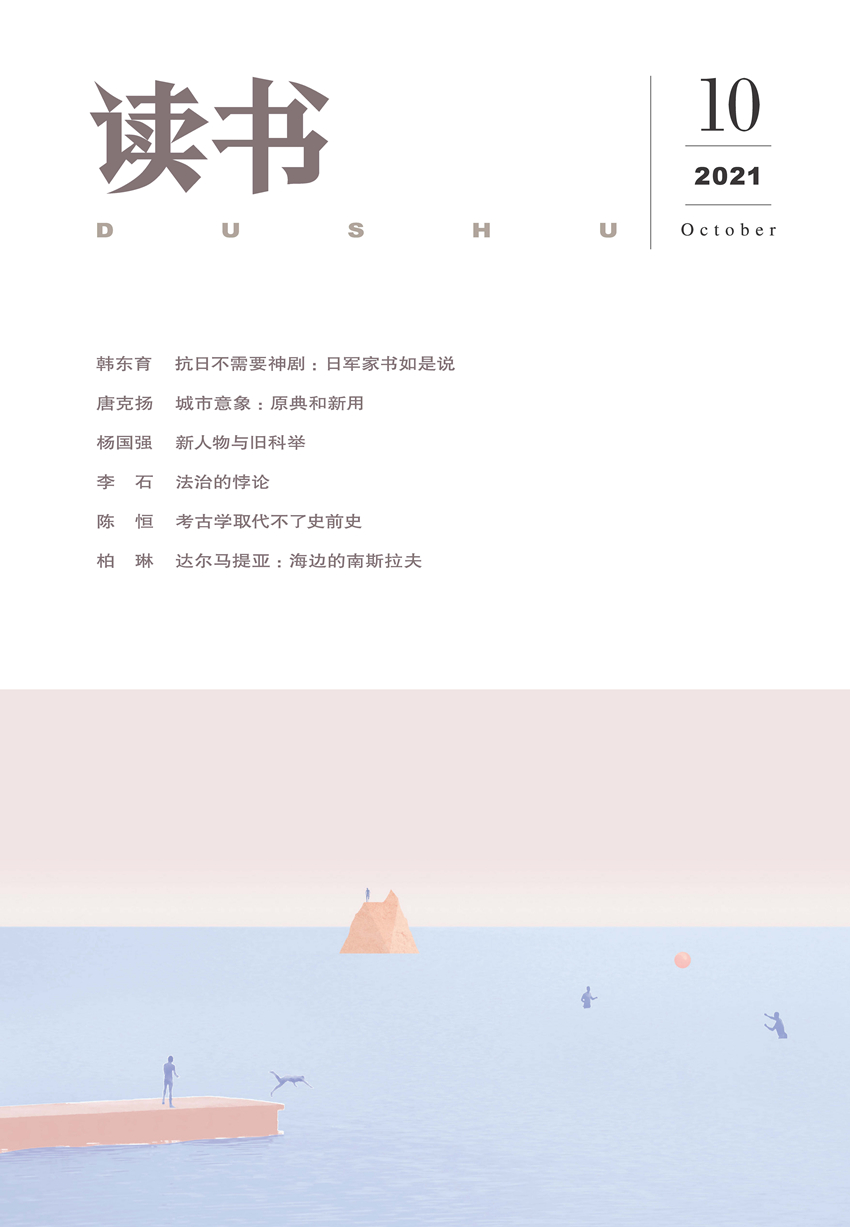 读书
DUSHU
10
2021
October
韩东育 抗日不需要神剧：日军家书如是说
唐克扬 城市意象：原典和新用
杨国强 新人物与旧科举
李 石 法治的悖论
陈 恒 考古学取代不了史前史
柏 琳 达尔马提亚：海边的南斯拉夫